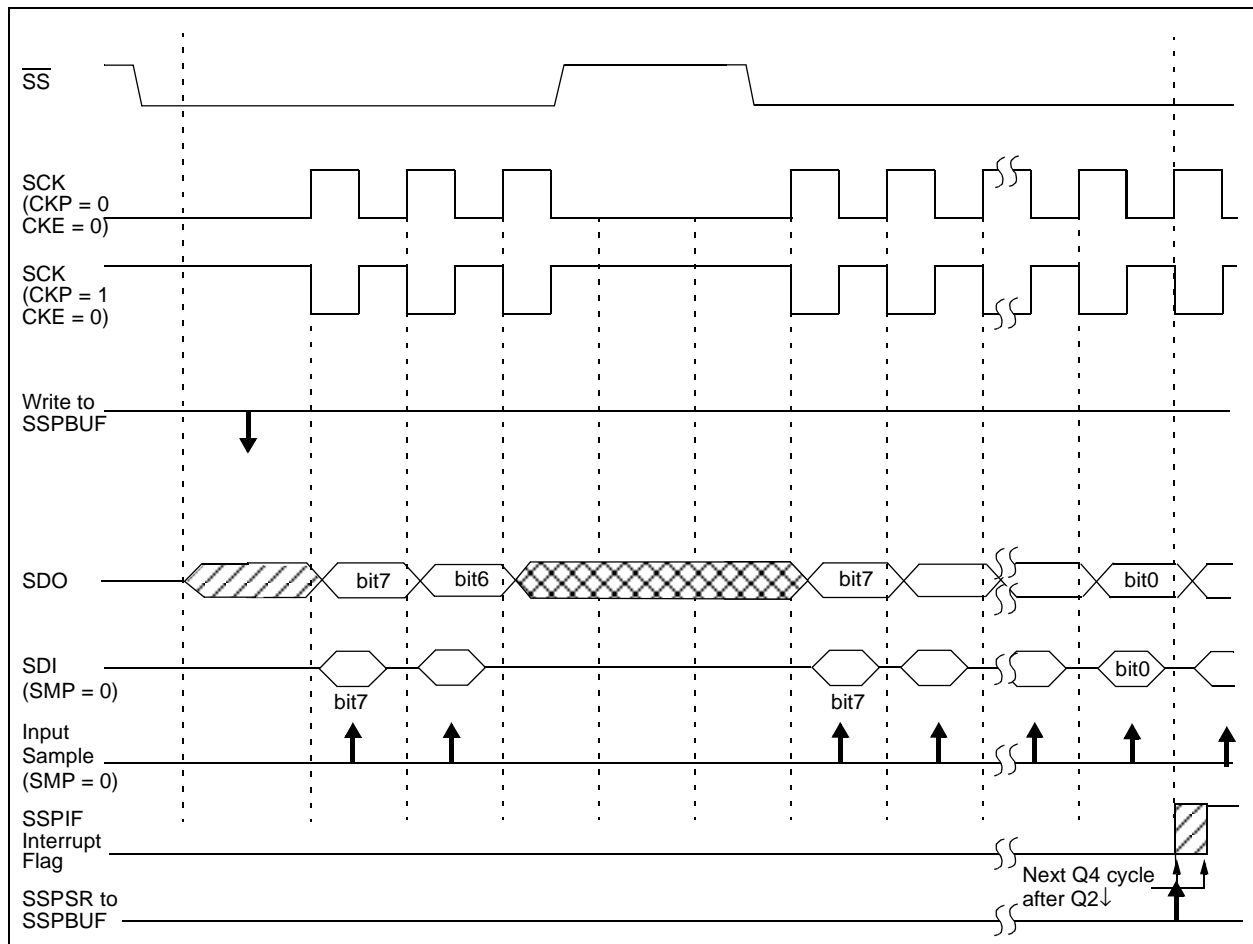 SS
SCK
(CKP = 0
CKE = 0)
SCK
(CKP = 1
CKE = 0)
Write to
SSPBUF
SDO
bit7
bit6
bit7
bit0
SDI
(SMP = 0)
bit7
bit7
bit0
Input
Sample
(SMP = 0)
SSPIF
Interrupt
Flag
Next Q4 cycle
after Q2↓
SSPSR to
SSPBUF